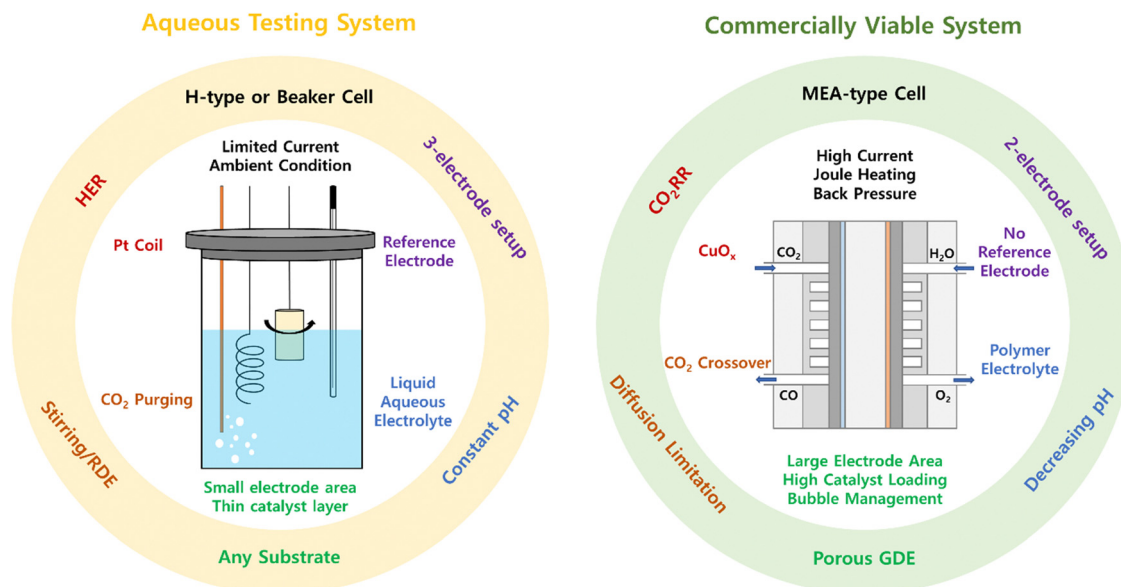 Aqueous Testing System
H-type or Beaker Cell
Limited Current
Ambient Condition
HER
3-electrode setup
Pt Coil
Reference
Electrode
CO₂ Purging
Liquid
Aqueous
Electrolyte
Stirring/RDE
Constant pH
Small electrode area
Thin catalyst layer
Any Substrate
Commercially Viable System
MEA-type Cell
High Current
Joule Heating
Back Pressure
CO₂RR
2-electrode setup
CuOₓ
CO₂
H₂O
No
Reference
Electrode
CO₂ Crossover
CO
O₂
Polymer
Electrolyte
Diffusion Limitation
Decreasing pH
Large Electrode Area
High Catalyst Loading
Bubble Management
Porous GDE